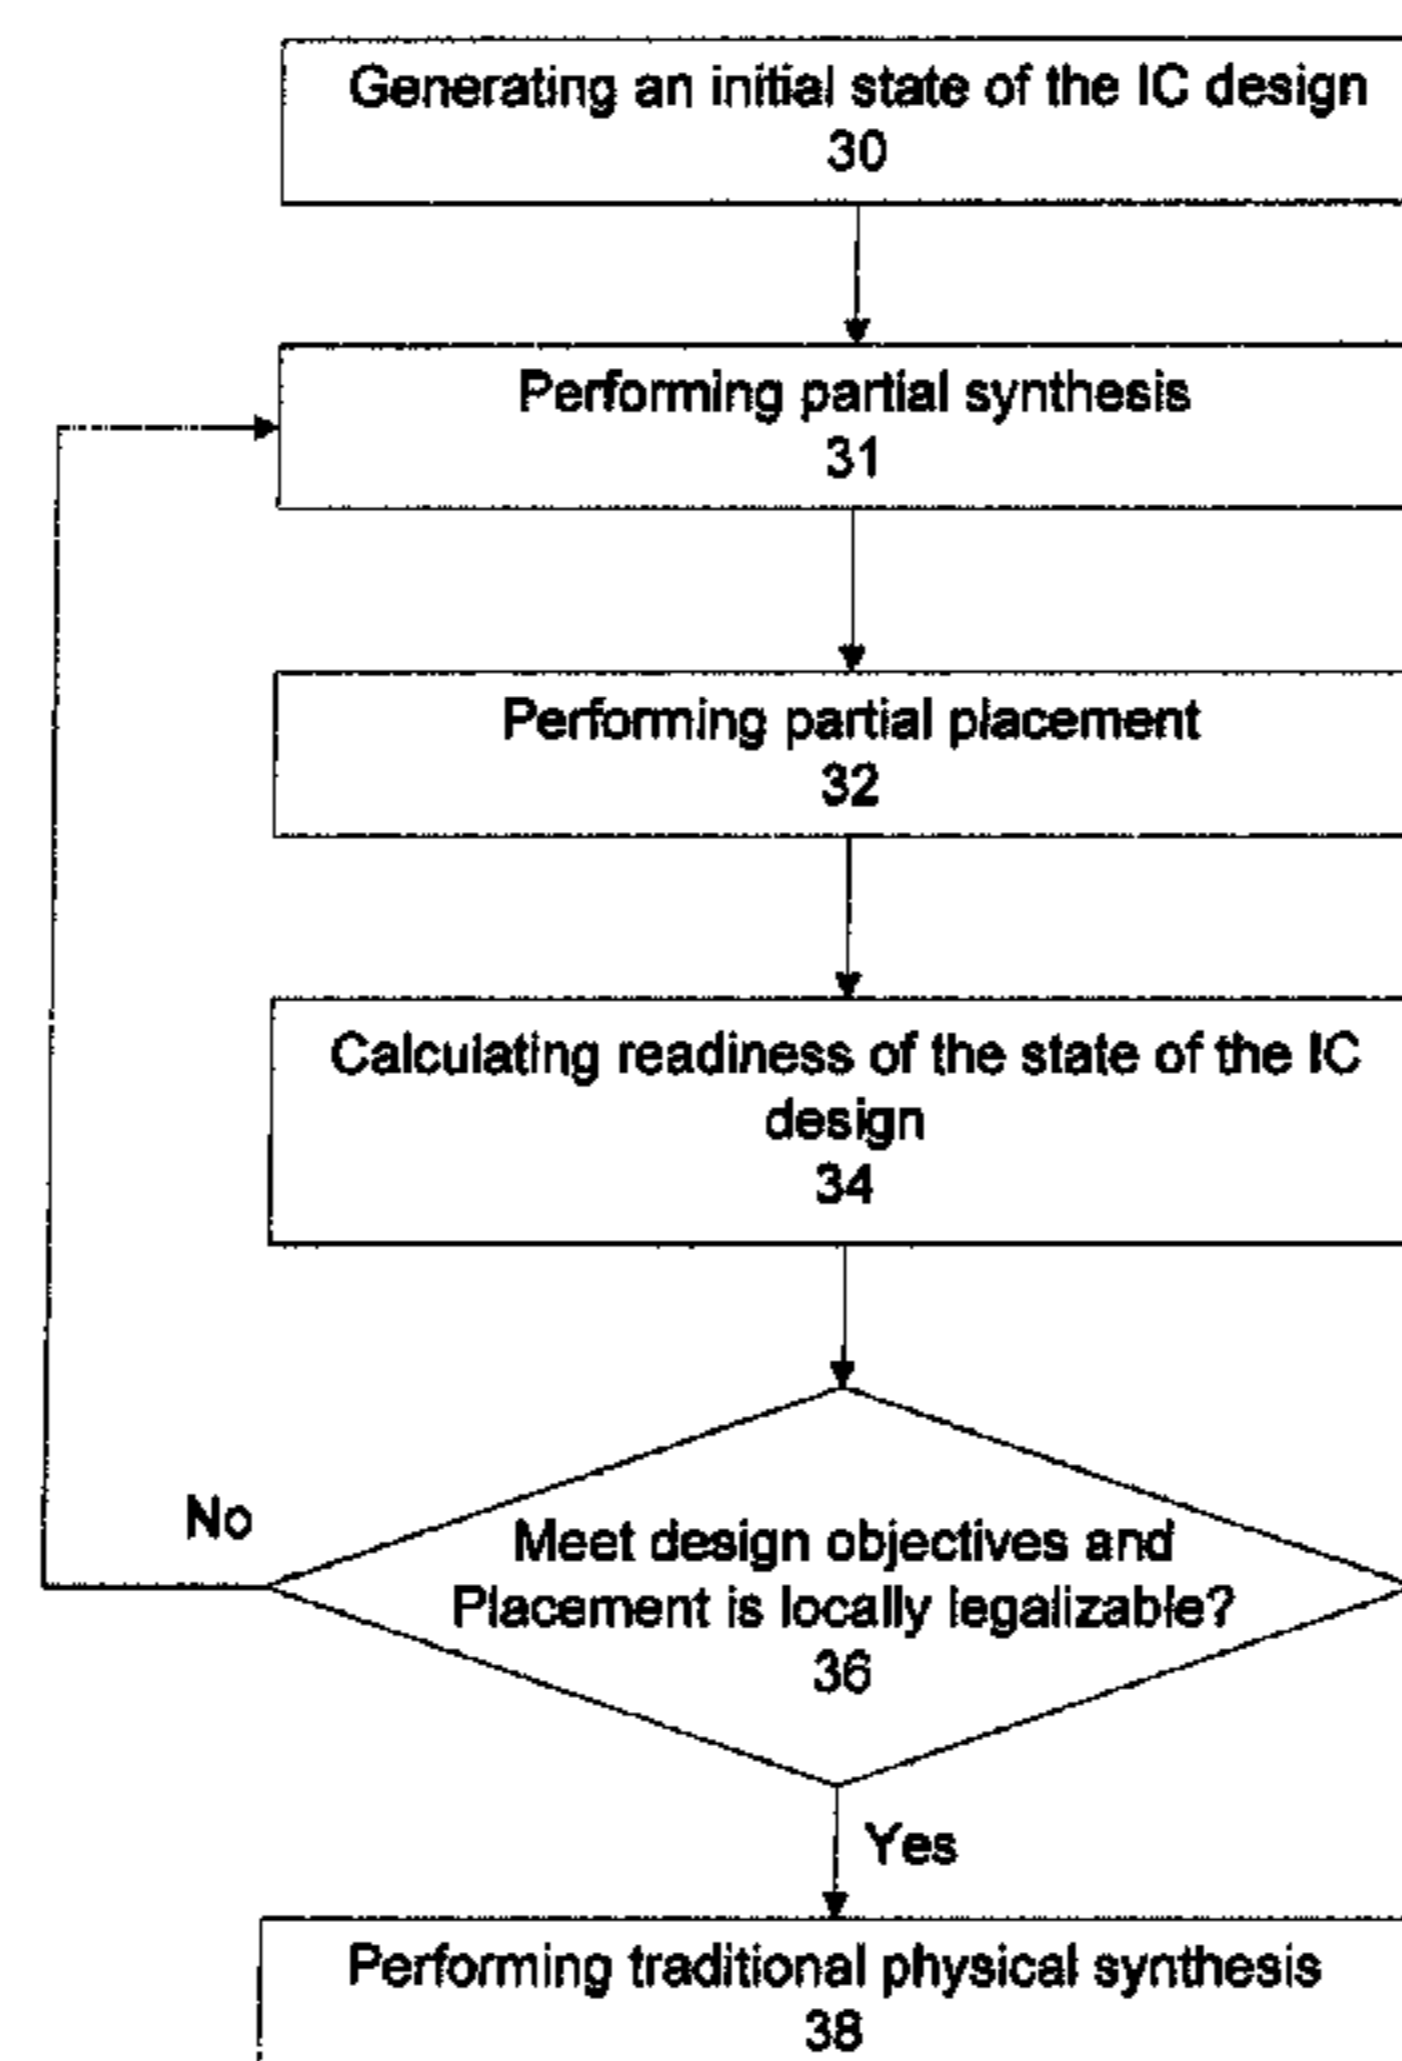 Generating an initial state of the IC design
30
Performing partial synthesis
31
Performing partial placement
32
Calculating readiness of the state of the IC
design
34
No
Meet design objectives and
Placement is locally legalizable?
36
Yes
Performing traditional physical synthesis
38